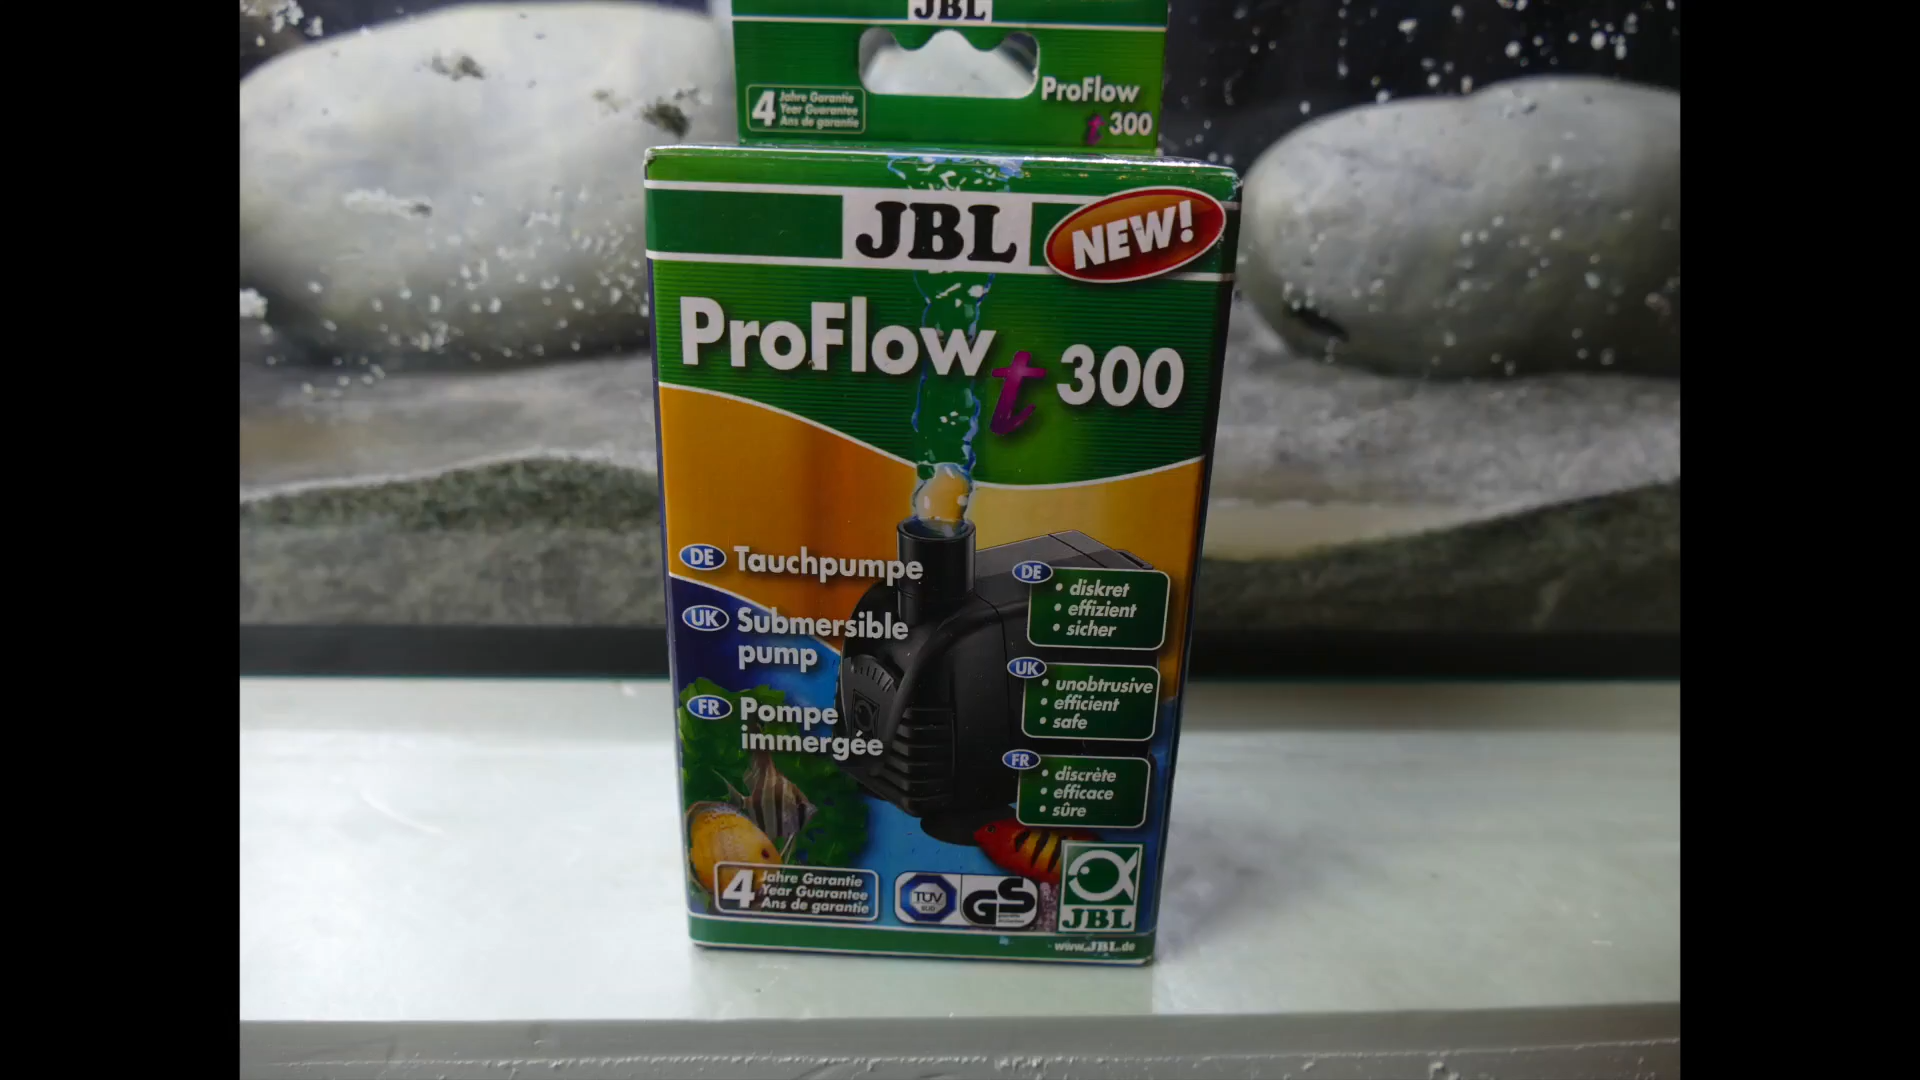 JBL
4 Jahre Garantie
Year Guarantee
Ans de garantie
ProFlow
t 300
JBL
NEW!
ProFlow t 300
DE Tauchpumpe
UK Submersible
pump
FR Pompe
immergée
DE
• diskret
• effizient
• sicher
UK
• unobtrusive
• efficient
• safe
FR
• discrète
• efficace
• sûre
4 Jahre Garantie
Year Guarantee
Ans de garantie
TÜV
SÜD
GS
JBL
www.JBL.de